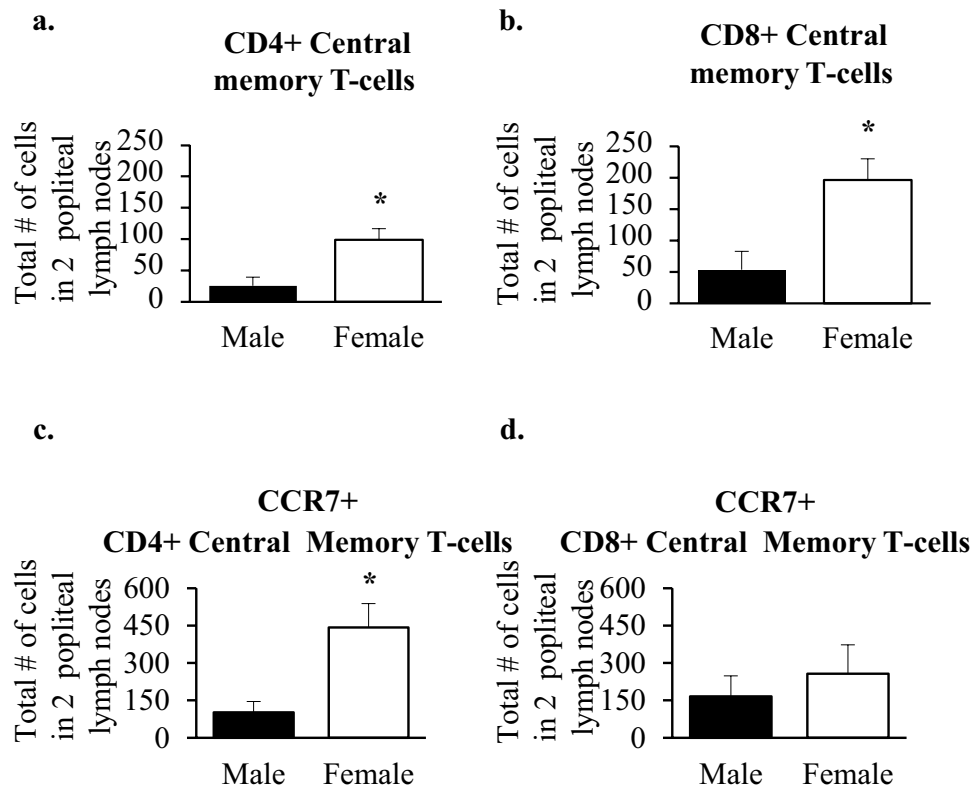 a.
CD4+ Central
memory T-cells
Total # of cells
in 2 popliteal
lymph nodes
250
200
150
100
50
0
*
Male Female
b.
CD8+ Central
memory T-cells
Total # of cells
in 2 popliteal
lymph nodes
250
200
150
100
50
0
*
Male Female
c.
CCR7+
CD4+ Central Memory T-cells
Total # of cells
in 2 popliteal
lymph nodes
600
450
300
150
0
*
Male Female
d.
CCR7+
CD8+ Central Memory T-cells
Total # of cells
in 2 popliteal
lymph nodes
600
450
300
150
0
Male Female